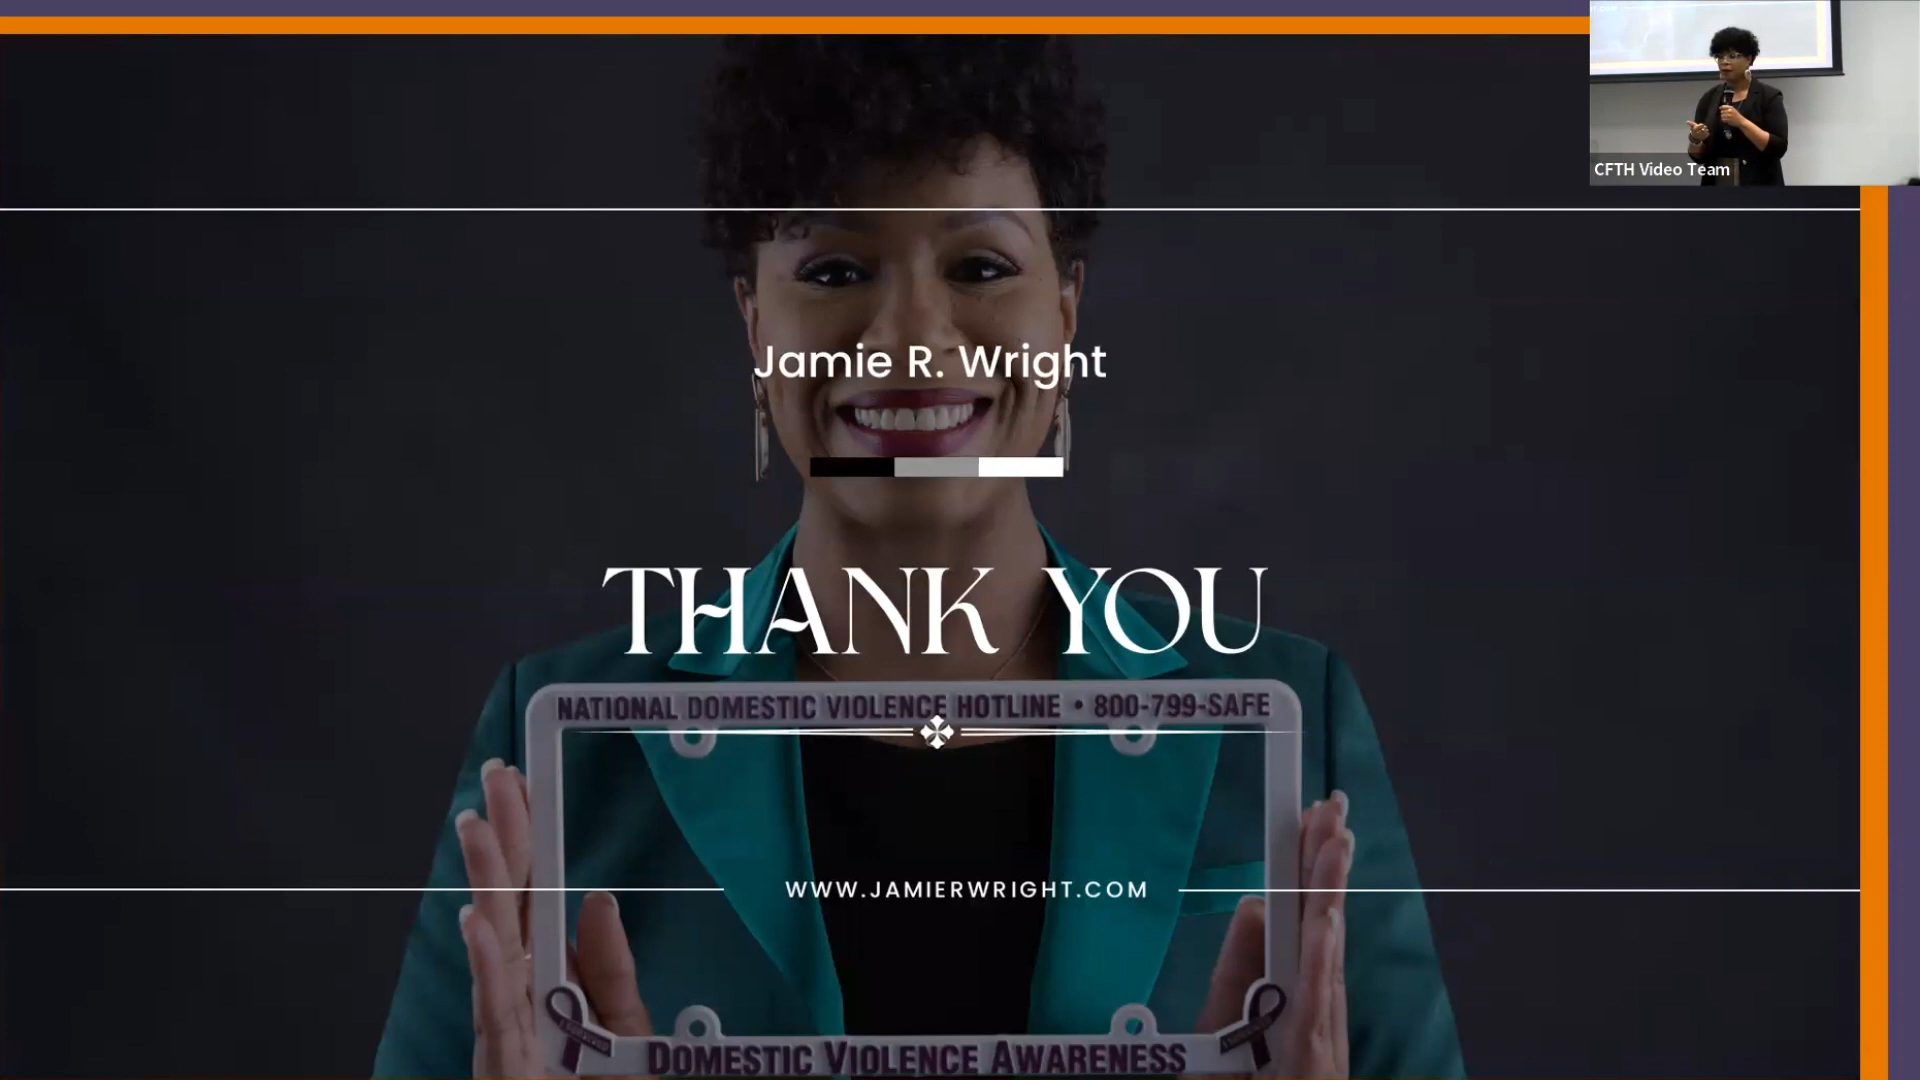 CFTH Video Team
Jamie R. Wright
THANK YOU
NATIONAL DOMESTIC VIOLENCE HOTLINE • 800-799-SAFE
WWW.JAMIERWRIGHT.COM
DOMESTIC VIOLENCE AWARENESS